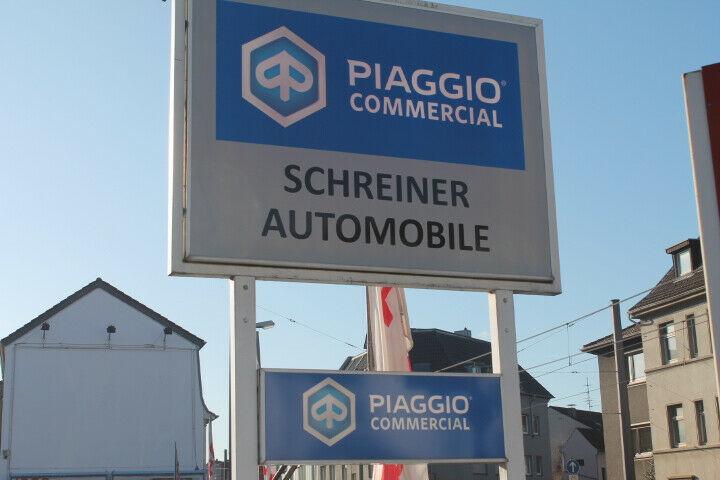 PIAGGIO®
COMMERCIAL
SCHREINER
AUTOMOBILE
PIAGGIO®
COMMERCIAL